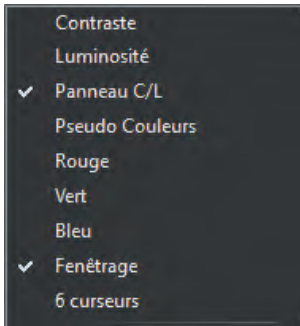 Contraste
Luminosité
Panneau C/L
Pseudo Couleurs
Rouge
Vert
Bleu
Fenêtrage
6 curseurs